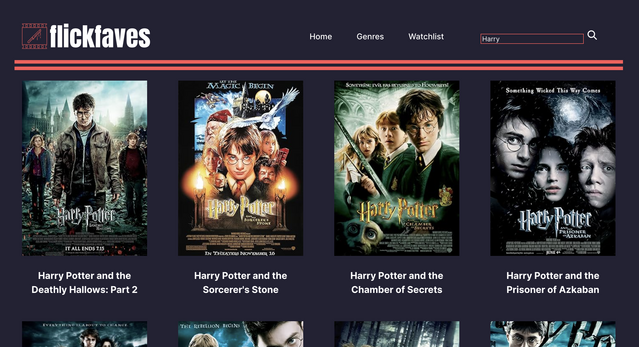 flickfaves
Home Genres Watchlist
Harry
Harry Potter
IT ALL ENDS 7.15
LET THE
MAGIC BEGIN
Harry Potter
AND THE SORCERER'S STONE
IN THEATERS NOVEMBER 16
SOMETHING EVIL HAS RETURNED TO HOGWARTS!
Harry Potter
AND THE CHAMBER OF SECRETS
Something Wicked This Way Comes.
Harry Potter
AND THE PRISONER OF AZKABAN
JUNE 4
Harry Potter and the
Deathly Hallows: Part 2
Harry Potter and the
Sorcerer's Stone
Harry Potter and the
Chamber of Secrets
Harry Potter and the
Prisoner of Azkaban
THE REBELLION BEGINS